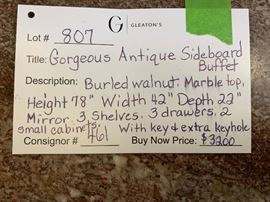 Lot # 807
G GLEATON'S
Title: Gorgeous Antique Sideboard
Buffet
Description: Burled walnut. Marble top,
Height 78" Width 42" Depth 22"
Mirror. 3 shelves. 3 drawers. 2
small cabinets. With key & extra keyhole
Consignor # 461 Buy Now Price: $3200